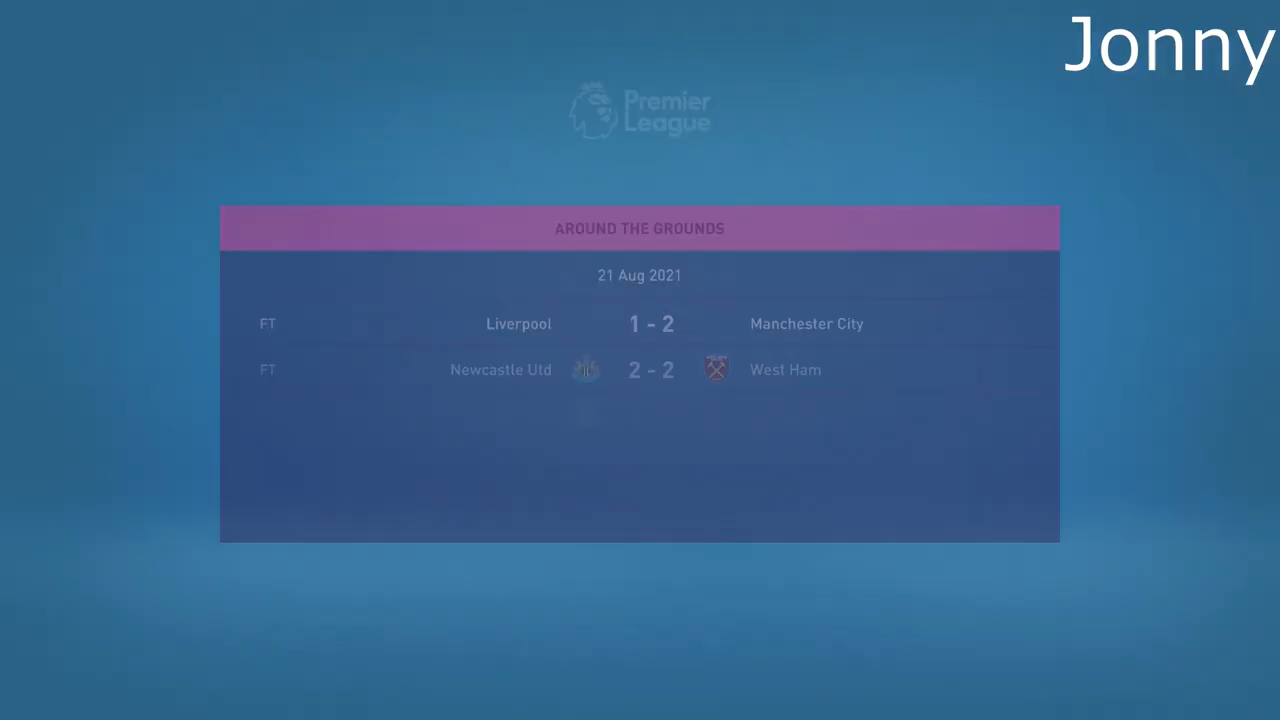 Jonny
Premier
League
AROUND THE GROUNDS
21 Aug 2021
FT Liverpool 1 - 2 Manchester City
FT Newcastle Utd 2 - 2 West Ham